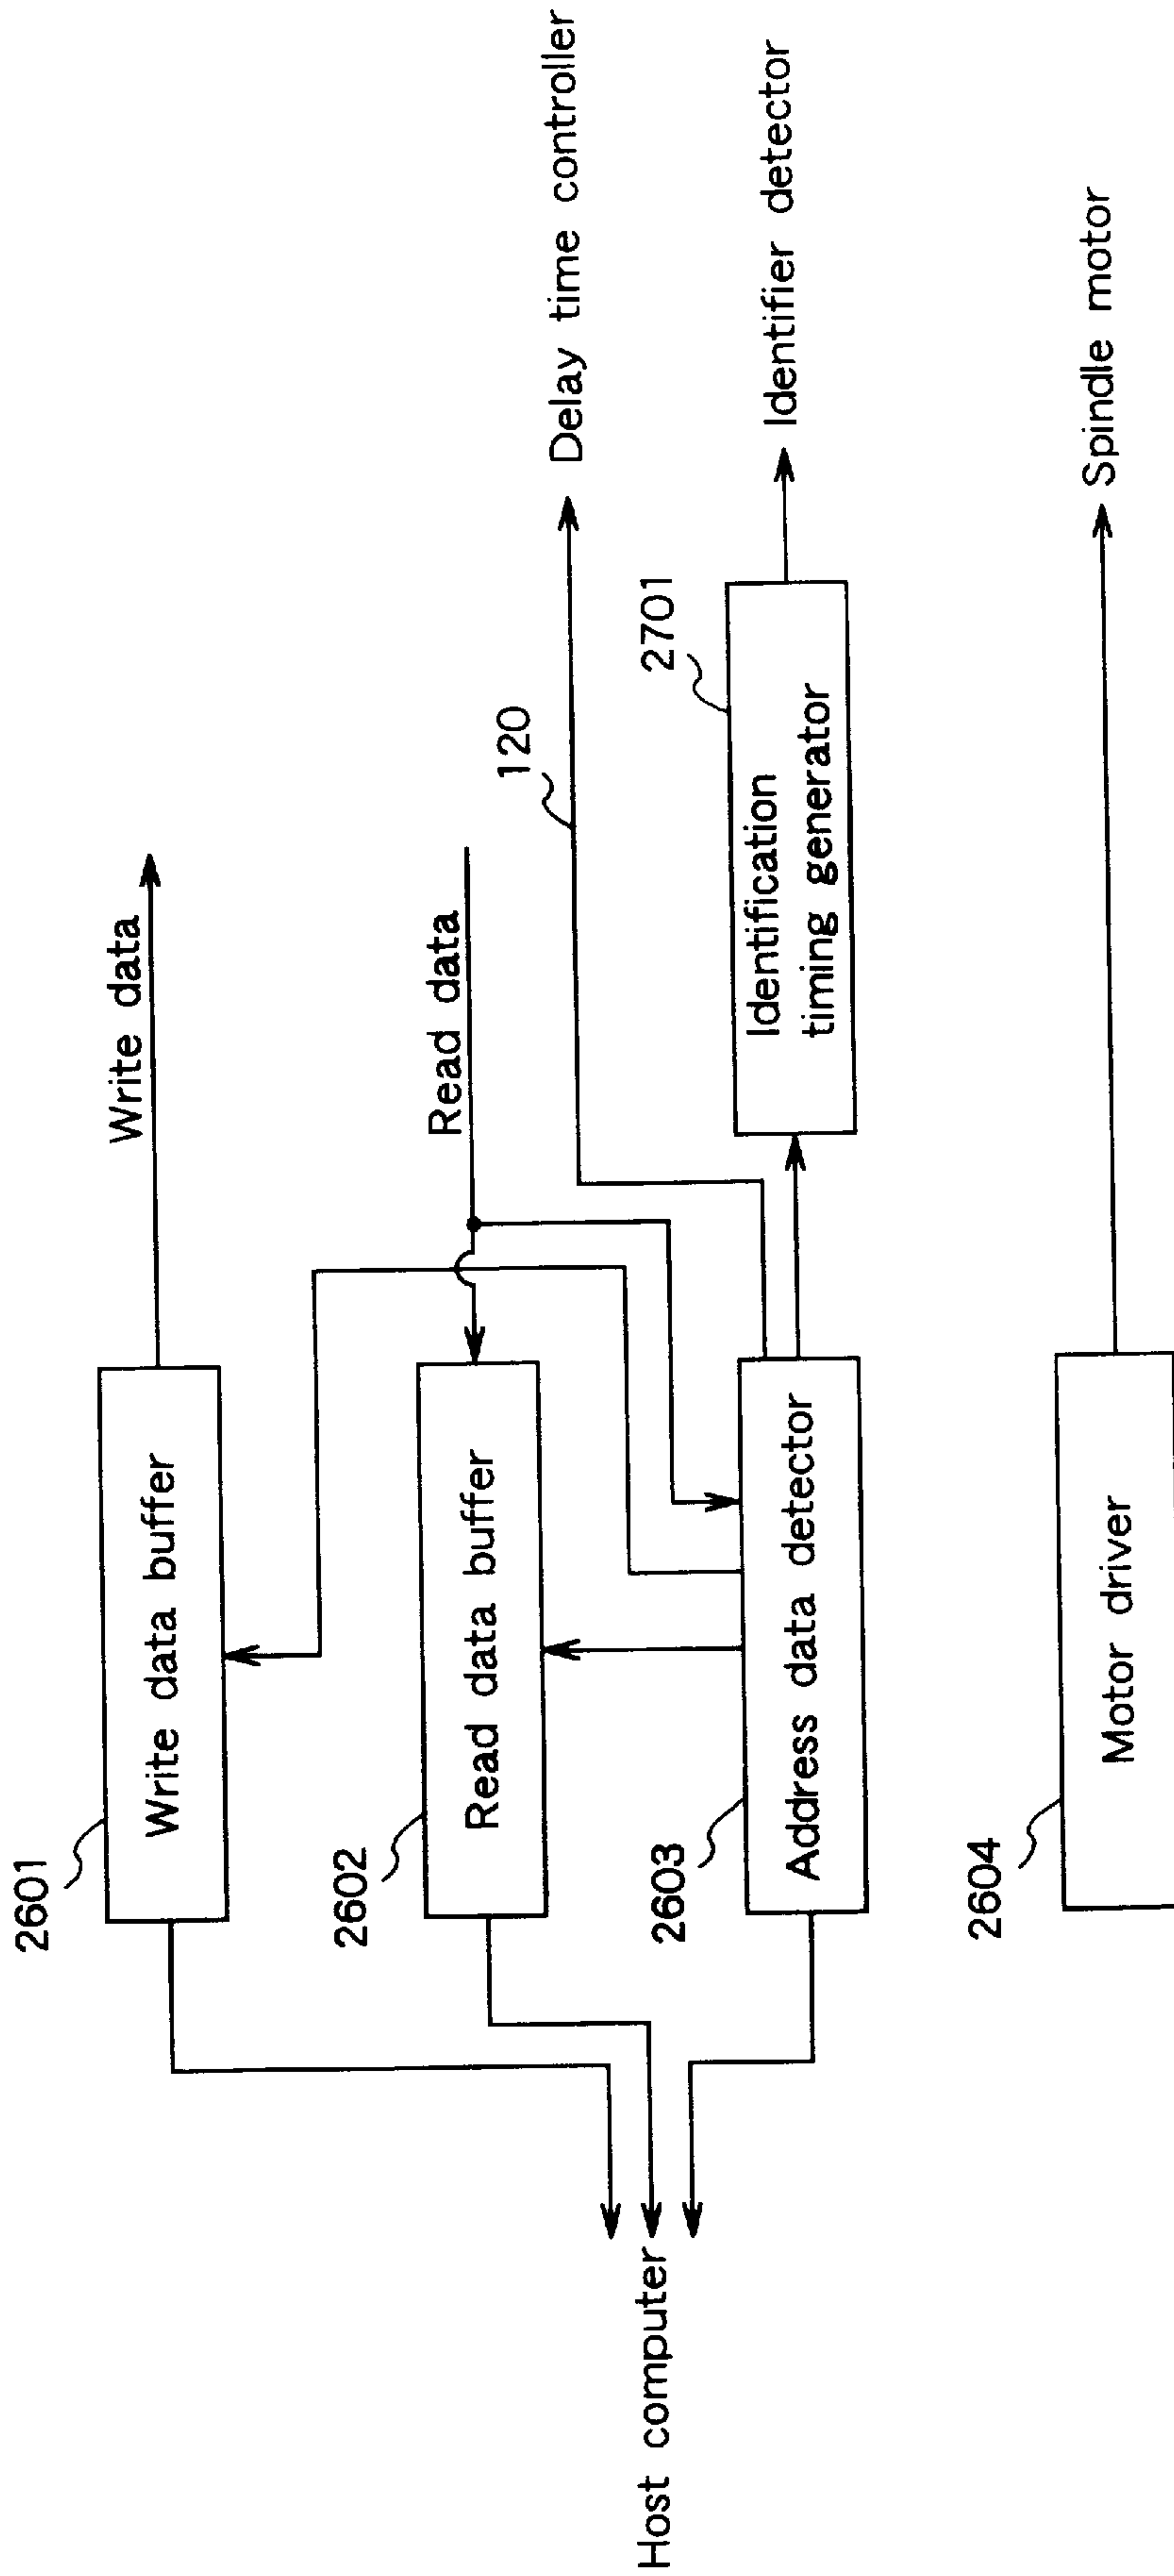 Write data
2601
Write data buffer
Read data
2602
Read data buffer
120
Delay time controller
Host computer
2603
Address data detector
2701
Identification
timing generator
Identifier detector
2604
Motor driver
Spindle motor